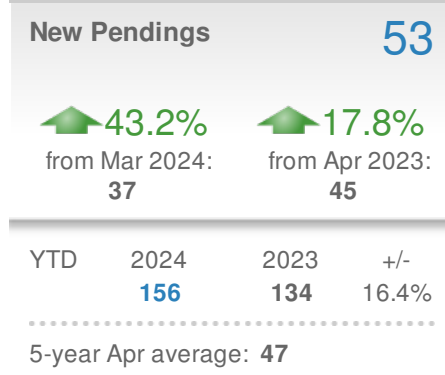 New Pendings 53
43.2% 17.8%
from Mar 2024: from Apr 2023:
37 45
YTD 2024 2023 +/-
156 134 16.4%
5-year Apr average: 47